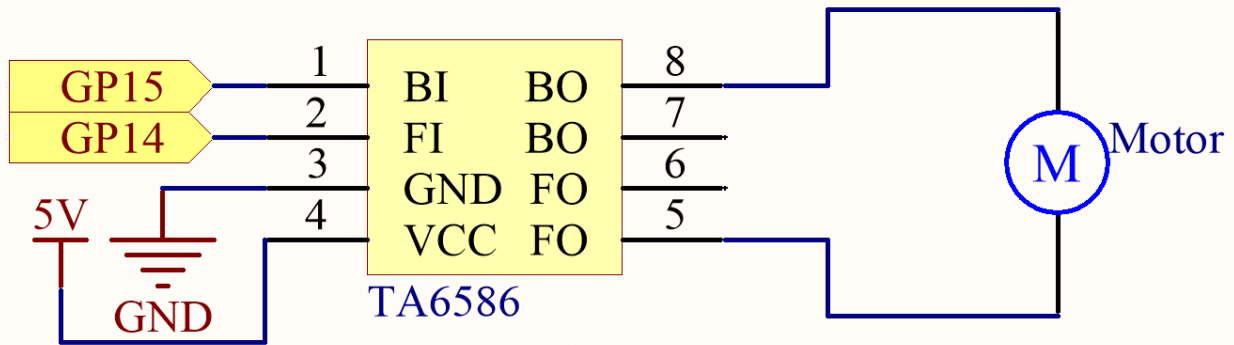 GP15 1 BI BO 8
GP14 2 FI BO 7
3 GND FO 6
5V 4 VCC FO 5
GND
TA6586
M Motor